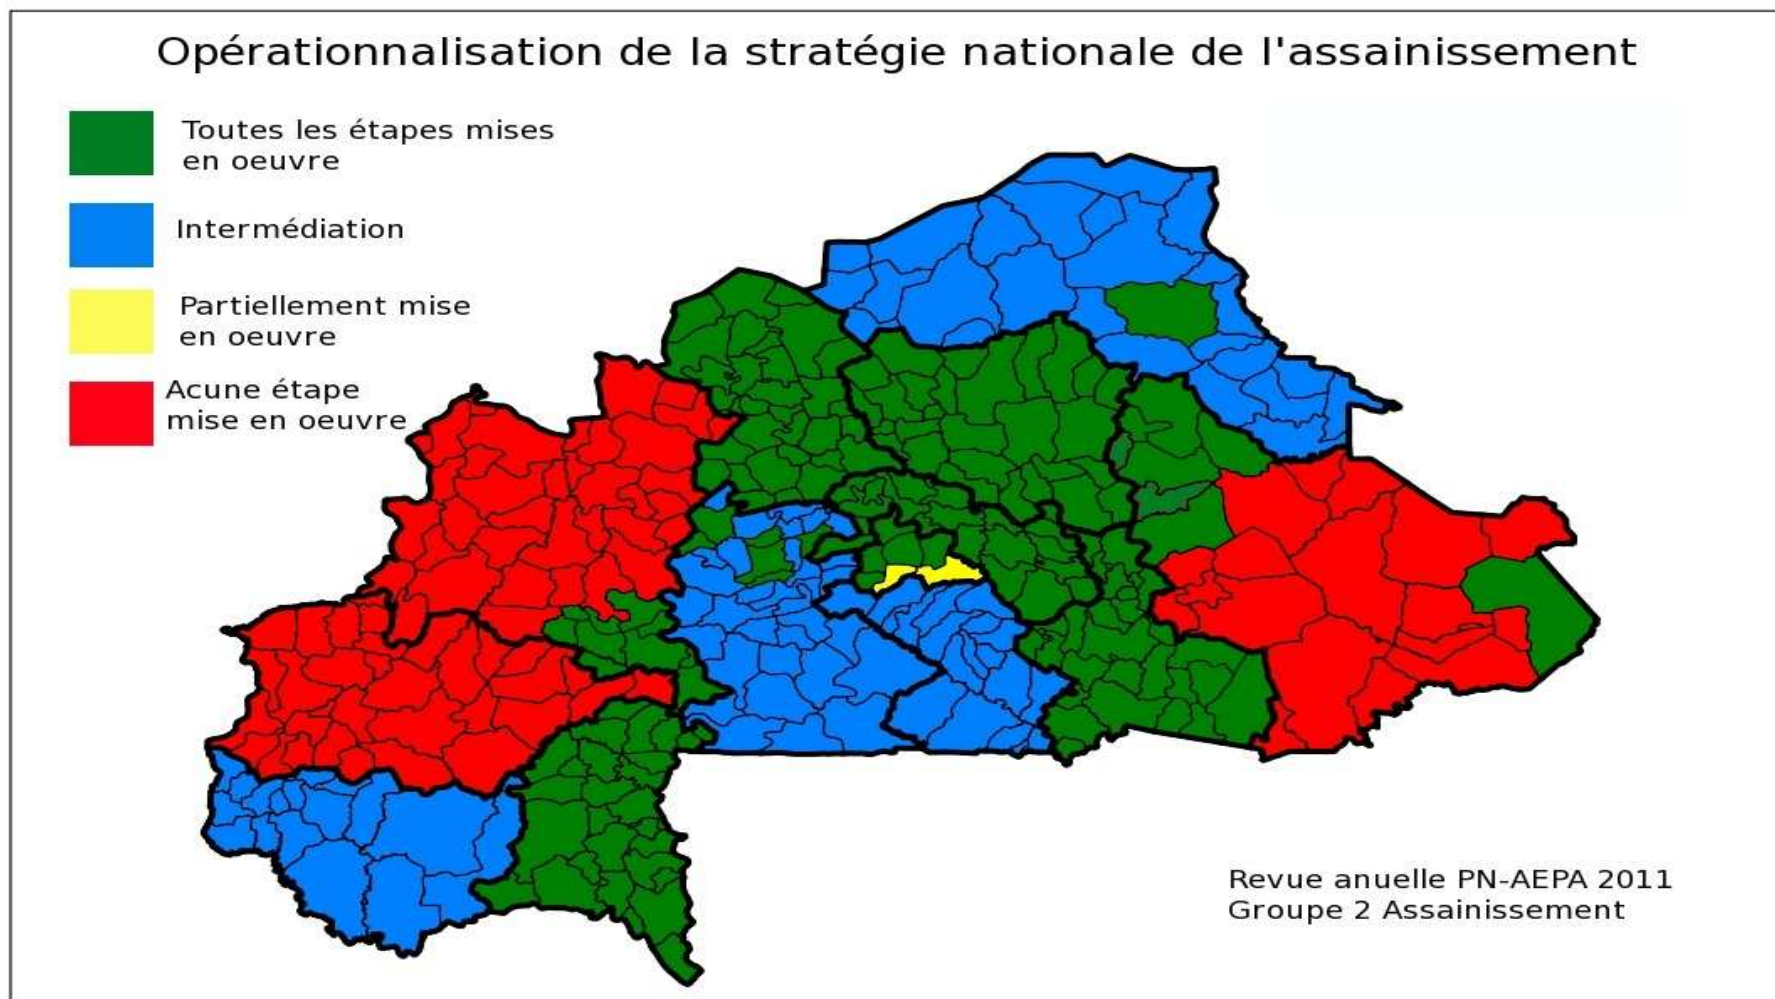 Opérationnalisation de la stratégie nationale de l'assainissement
Toutes les étapes mises
en oeuvre
Intermédiation
Partiellement mise
en oeuvre
Acune étape
mise en oeuvre
Revue anuelle PN-AEPA 2011
Groupe 2 Assainissement